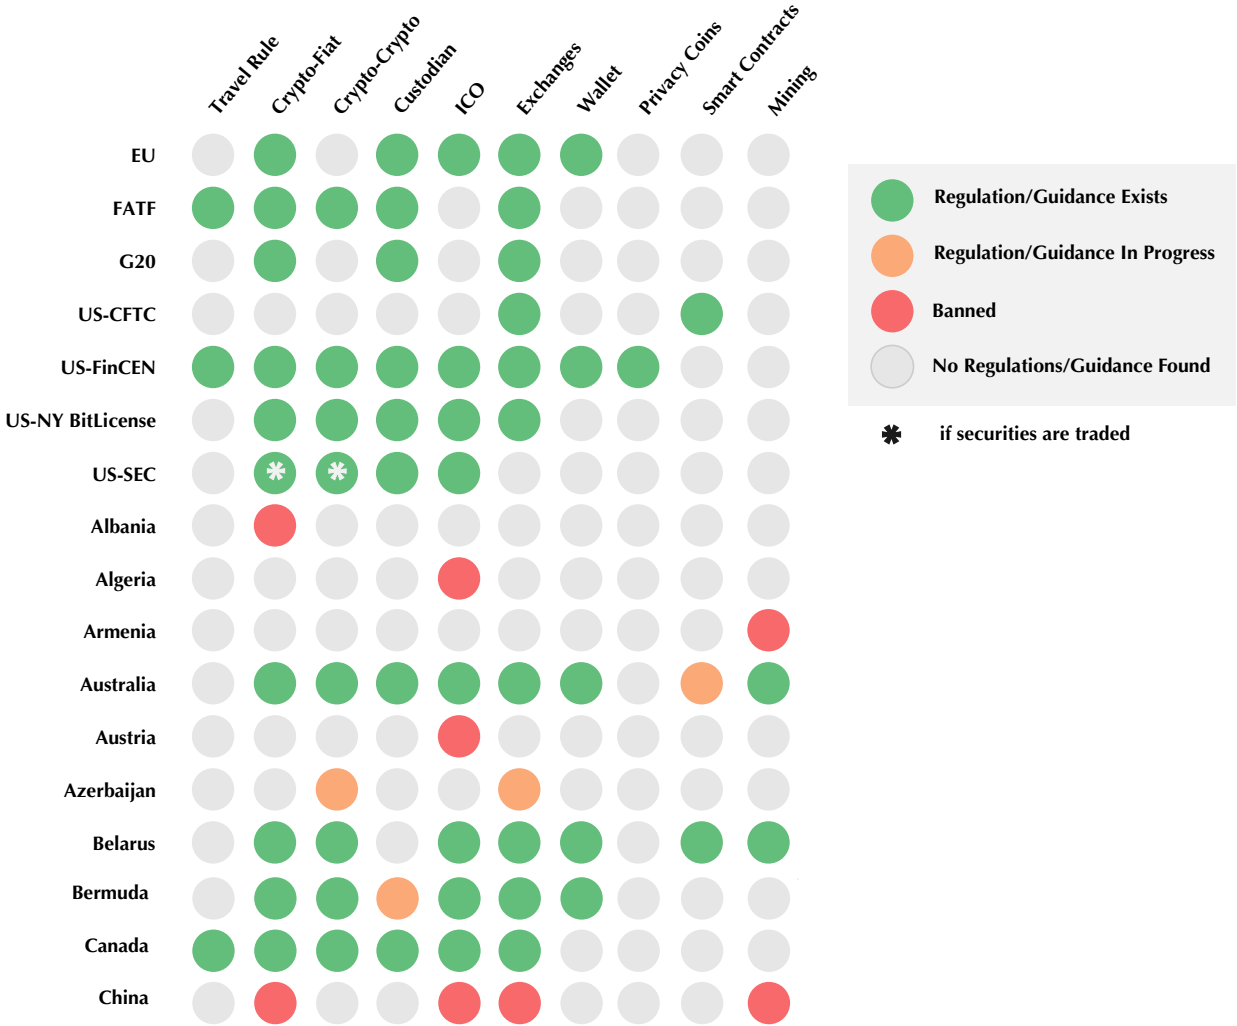 Travel Rule
Crypto-Fiat
Crypto-Crypto
Custodian
ICO
Exchanges
Wallet
Privacy Coins
Smart Contracts
Mining
EU
FATF
G20
US-CFTC
US-FinCEN
US-NY BitLicense
US-SEC
* *
Albania
Algeria
Armenia
Australia
Austria
Azerbaijan
Belarus
Bermuda
Canada
China
Regulation/Guidance Exists
Regulation/Guidance In Progress
Banned
No Regulations/Guidance Found
* if securities are traded